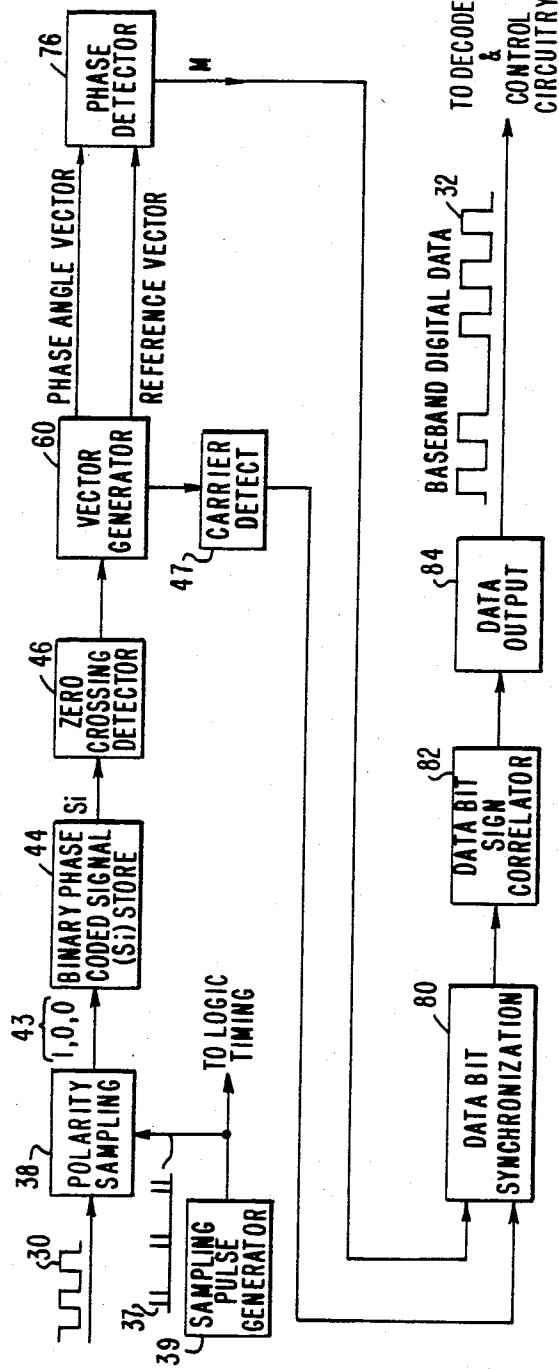 30
38
POLARITY
SAMPLING
43
1,0,0
44
BINARY PHASE
CODED SIGNAL
(Si) STORE
Si
46
ZERO
CROSSING
DETECTOR
60
VECTOR
GENERATOR
PHASE ANGLE VECTOR
REFERENCE VECTOR
76
PHASE
DETECTOR
M
37
39
SAMPLING
PULSE
GENERATOR
TO LOGIC
TIMING
47
CARRIER
DETECT
80
DATA BIT
SYNCHRONIZATION
82
DATA BIT
SIGN
CORRELATOR
84
DATA
OUTPUT
BASEBAND DIGITAL DATA
32
TO DECODE
&
CONTROL
CIRCUITRY